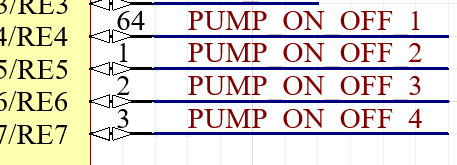 3/RE3
64 PUMP_ON_OFF_1
4/RE4
1 PUMP_ON_OFF_2
5/RE5
2 PUMP_ON_OFF_3
6/RE6
3 PUMP_ON_OFF_4
7/RE7